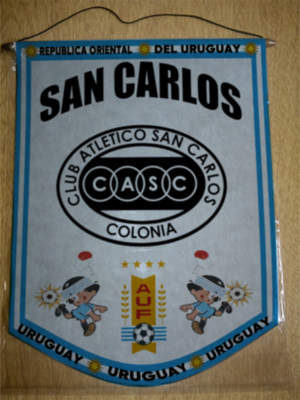 REPUBLICA ORIENTAL DEL URUGUAY
SAN CARLOS
CLUB ATLETICO SAN CARLOS
CASC
COLONIA
AUF
URUGUAY URUGUAY URUGUAY